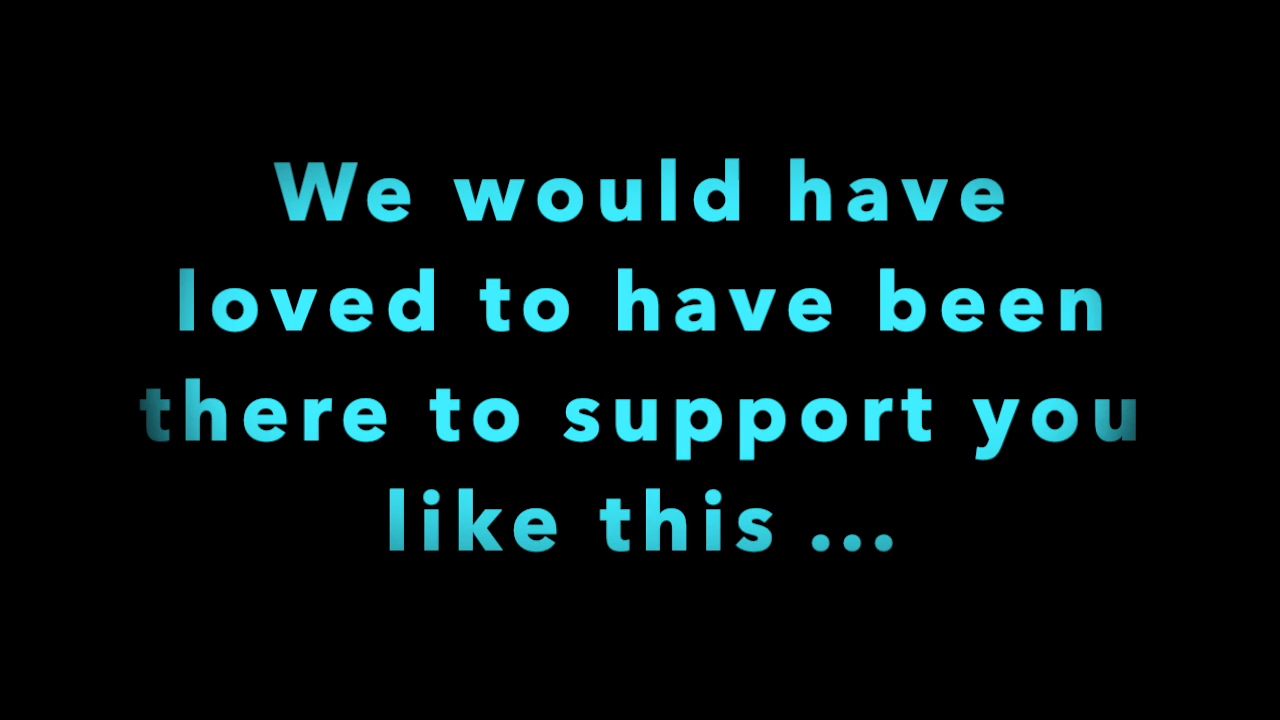 We would have
loved to have been
there to support you
like this ...